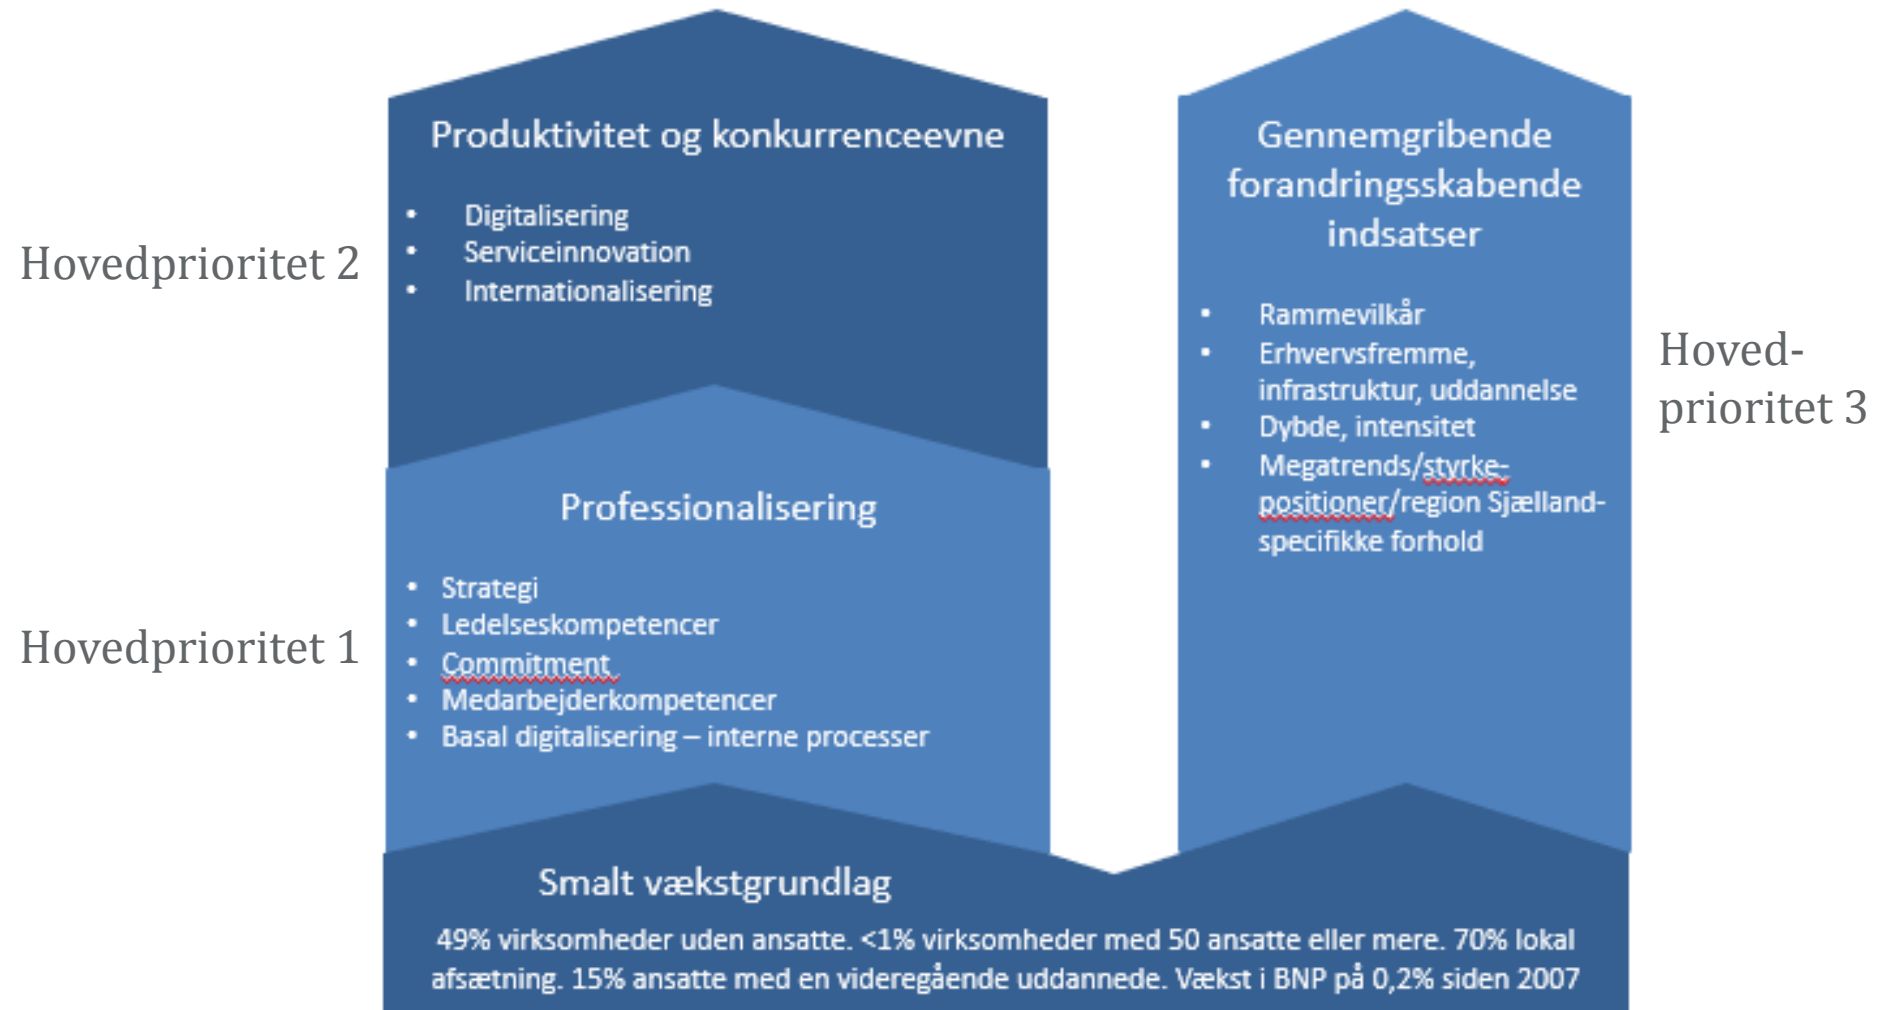 Hovedprioritet 2
Produktivitet og konkurrenceevne
• Digitalisering
• Serviceinnovation
• Internationalisering
Hovedprioritet 1
Professionalisering
• Strategi
• Ledelseskompetencer
• Commitment
• Medarbejderkompetencer
• Basal digitalisering – interne processer
Gennemgribende
forandringsskabende
indsatser
• Rammevilkår
• Erhvervsfremme,
infrastruktur, uddannelse
• Dybde, intensitet
• Megatrends/styrke-
positioner/region Sjælland-
specifikke forhold
Hoved-
prioritet 3
Smalt vækstgrundlag
49% virksomheder uden ansatte. <1% virksomheder med 50 ansatte eller mere. 70% lokal
afsætning. 15% ansatte med en videregående uddannede. Vækst i BNP på 0,2% siden 2007